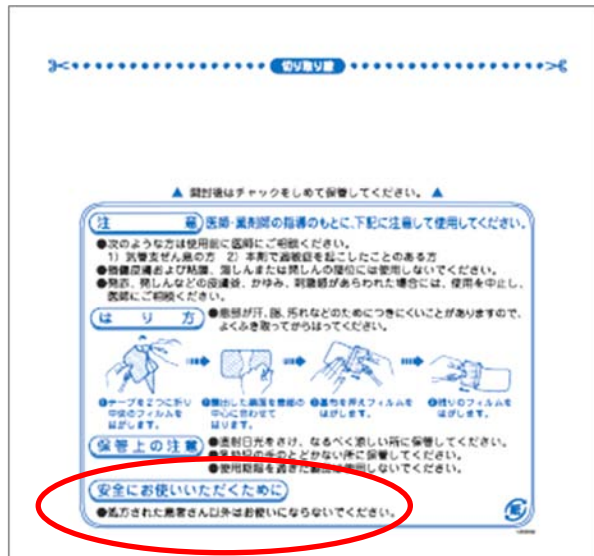 切り取り線
▲ 開封後はチャックをしめて保管してください。 ▲
注 意
医師・薬剤師の指導のもとに、下記に注意して使用してください。
●次のような方は使用前に医師にご相談ください。
1) 気管支ぜん息の方 2) 本剤で過敏症を起こしたことのある方
●損傷皮膚および粘膜、湿しんまたは発しんの部位には使用しないでください。
●発赤、発しんなどの皮膚炎、かゆみ、刺激感があらわれた場合には、使用を中止し、
医師にご相談ください。
はり方
●患部が汗、脂、汚れなどのためにつきにくいことがありますので、
よくふき取ってからはってください。
❶テープを2つに折り
中央のフィルムを
はがします。
❷露出した
中心に合わせて
はります。
❸フィルムを
はがします。
❹残りのフィルムを
はがします。
保管上の注意
●直射日光をさけ、なるべく涼しい所に保管してください。
●乳幼児の手のとどかない所に保管してください。
●使用期限を過ぎた製品は使用しないでください。
安全にお使いいただくために
●処方された患者さん以外はお使いにならないでください。